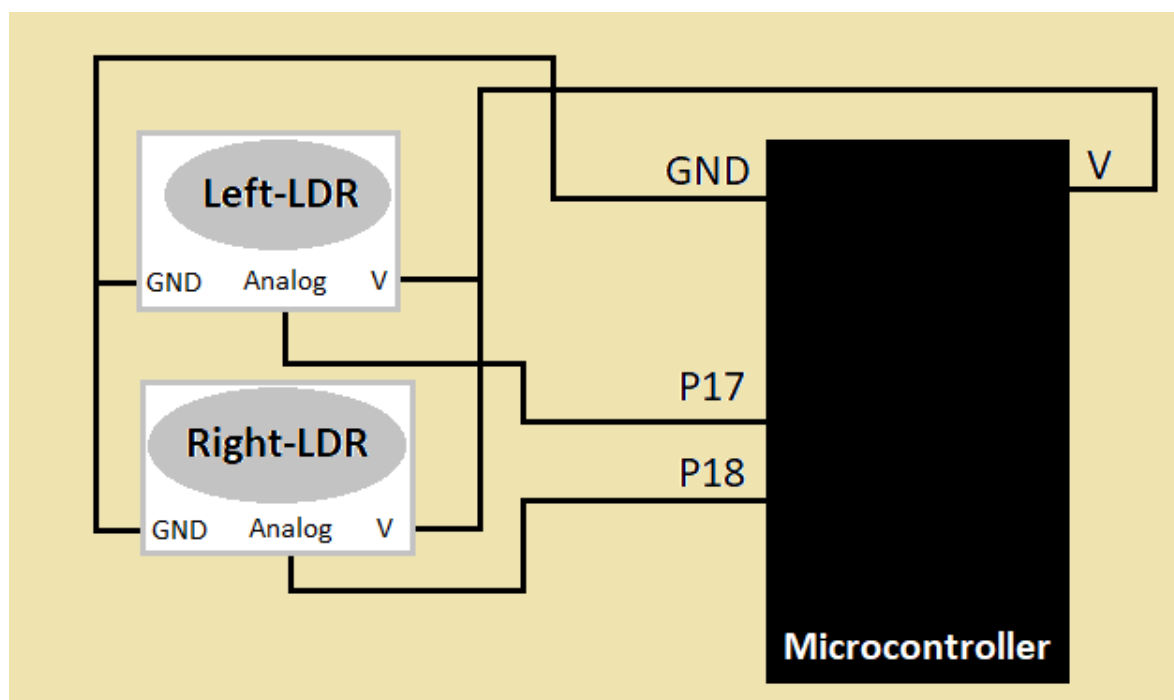 Left-LDR
GND Analog V
Right-LDR
GND Analog V
GND
V
P17
P18
Microcontroller